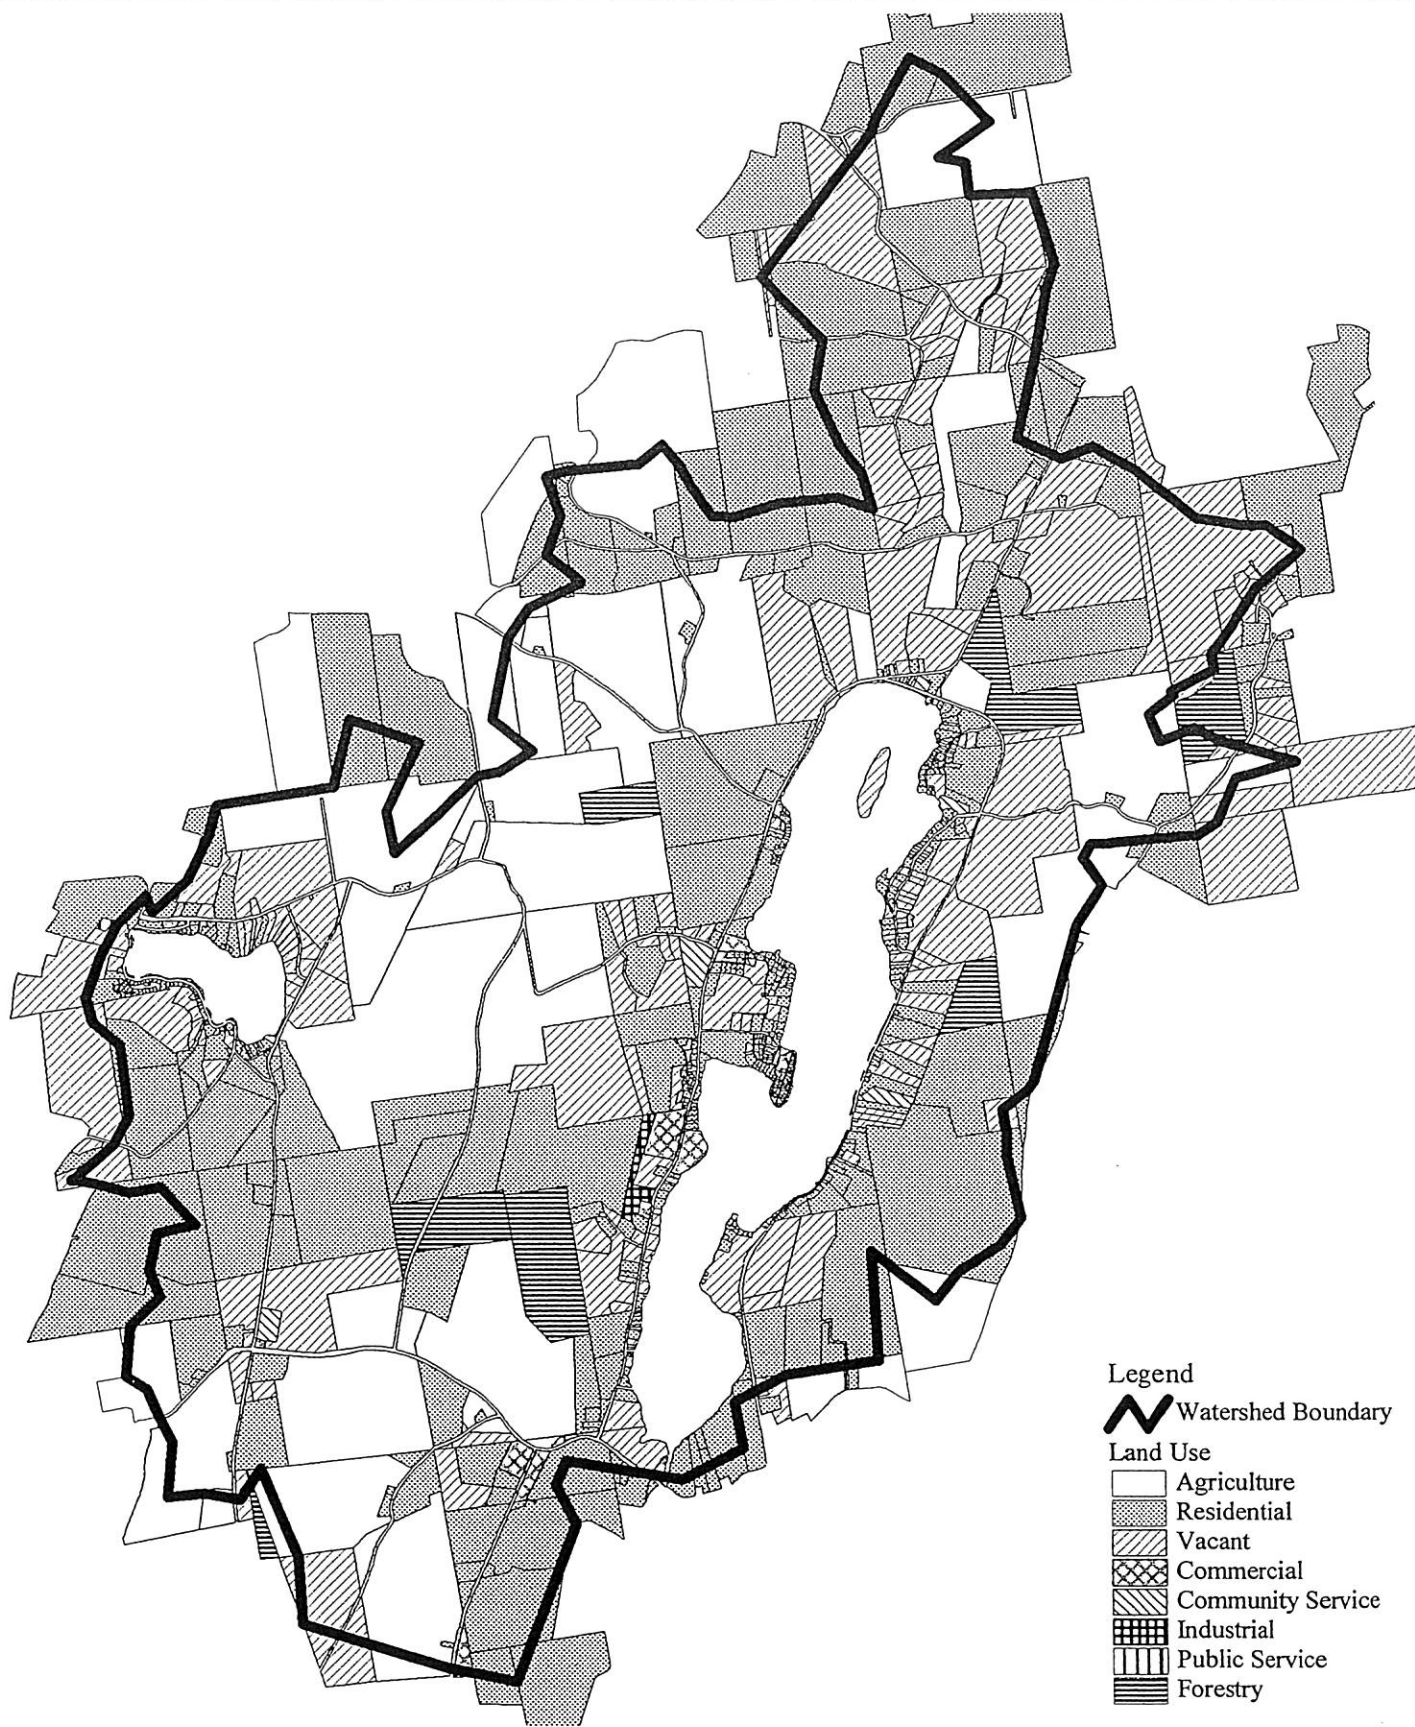 Legend
Watershed Boundary
Land Use
Agriculture
Residential
Vacant
Commercial
Community Service
Industrial
Public Service
Forestry